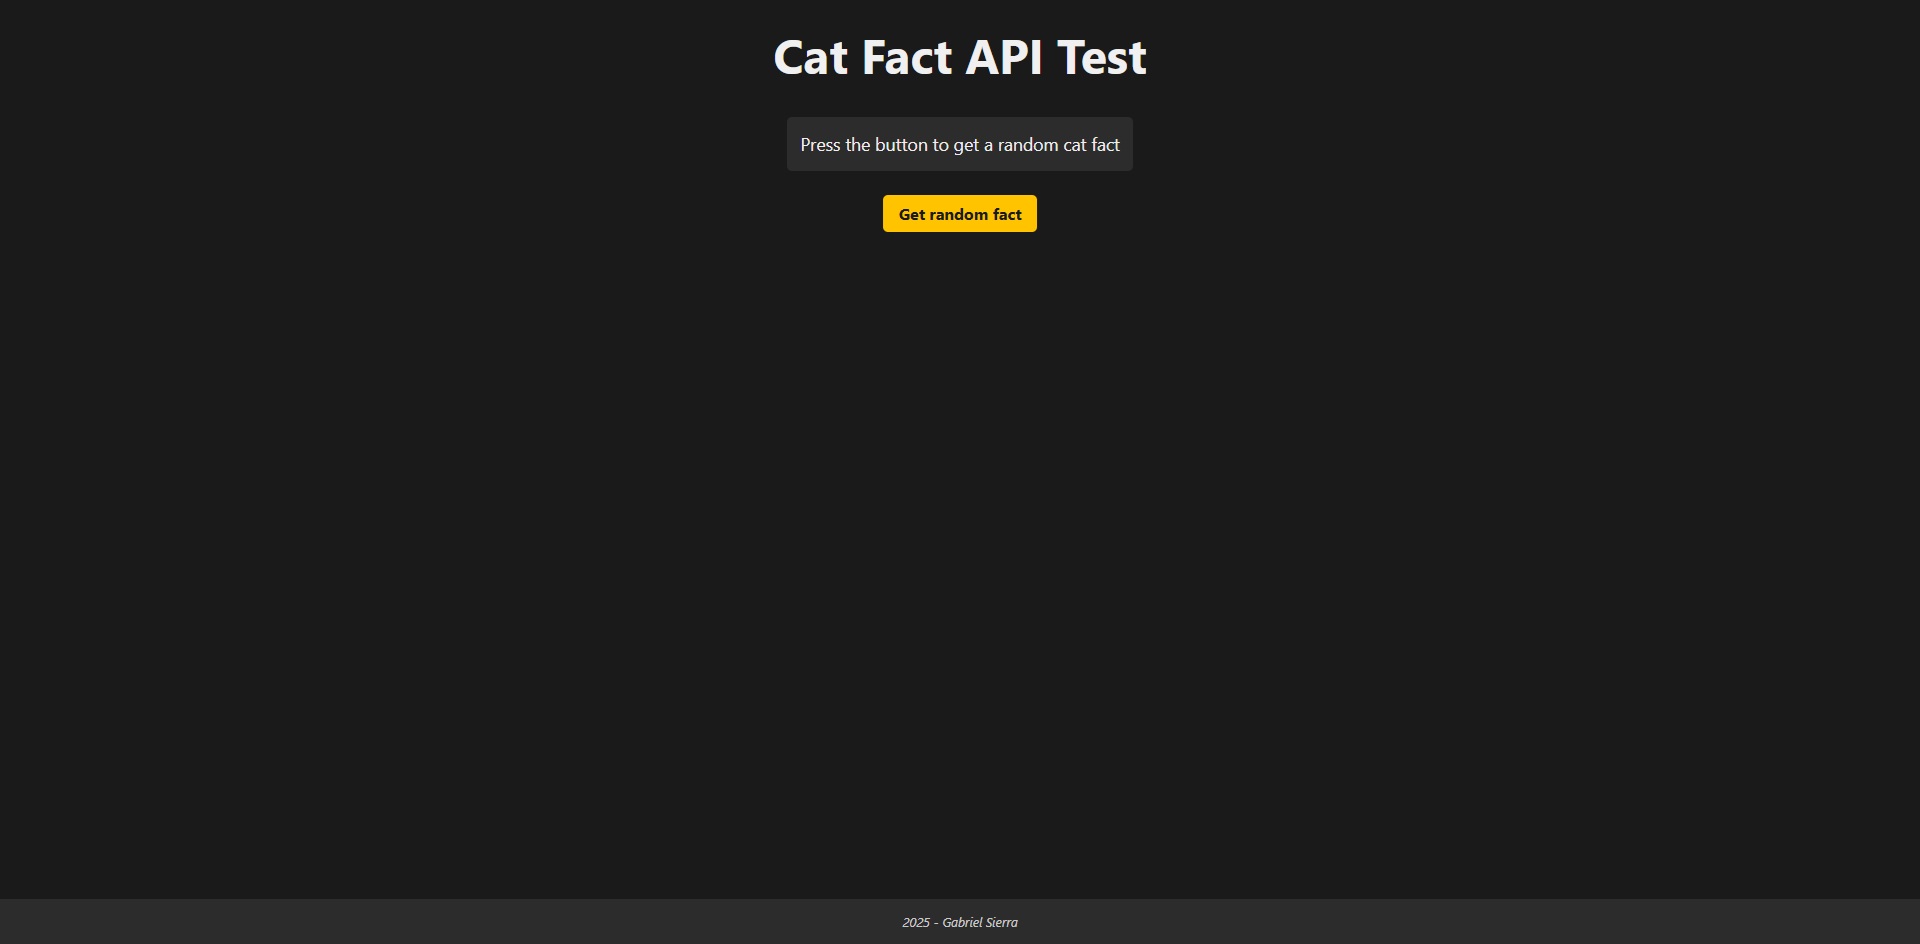 Cat Fact API Test
Press the button to get a random cat fact
Get random fact
2025 - Gabriel Sierra